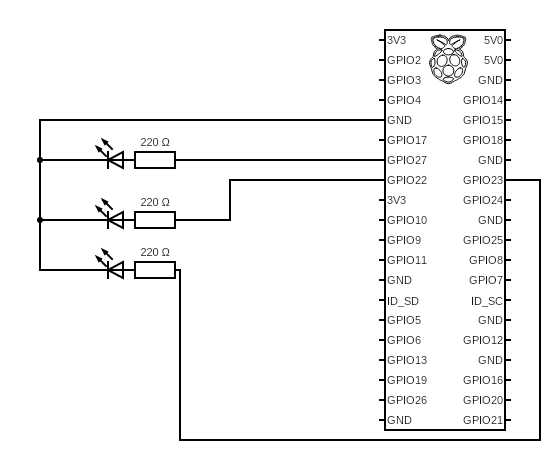 3V3 5V0
GPIO2 5V0
GPIO3 GND
GPIO4 GPIO14
GND GPIO15
220 Ω GPIO17 GPIO18
GPIO27 GND
GPIO22 GPIO23
220 Ω 3V3 GPIO24
GPIO10 GND
GPIO9 GPIO25
220 Ω GPIO11 GPIO8
GND GPIO7
ID_SD ID_SC
GPIO5 GND
GPIO6 GPIO12
GPIO13 GND
GPIO19 GPIO16
GPIO26 GPIO20
GND GPIO21